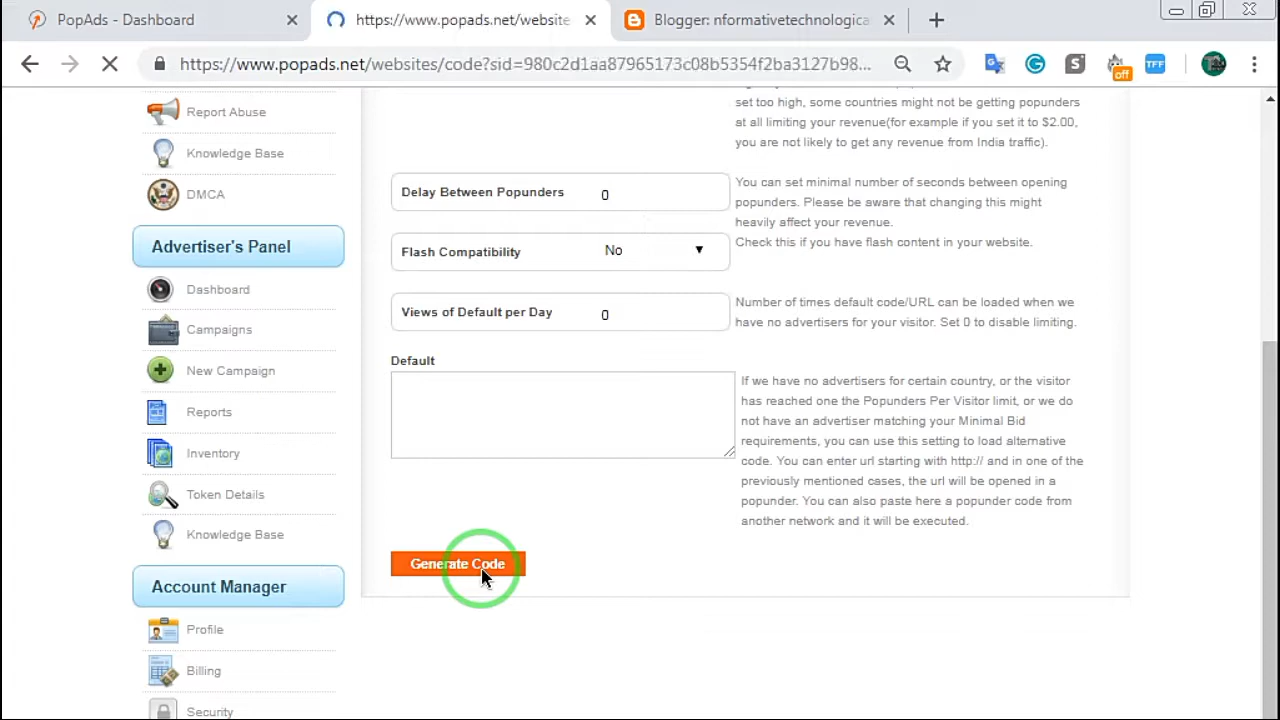 PopAds - Dashboard
https://www.popads.net/website
Blogger: nformativetechnologica
https://www.popads.net/websites/code?sid=980c2d1aa87965173c08b5354f2ba3127b98...
off
TFF
Report Abuse
Knowledge Base
DMCA
Advertiser's Panel
Dashboard
Campaigns
New Campaign
Reports
Inventory
Token Details
Knowledge Base
Account Manager
Profile
Billing
Security
set too high, some countries might not be getting popunders
at all limiting your revenue(for example if you set it to $2.00,
you are not likely to get any revenue from India traffic).
Delay Between Popunders 0
You can set minimal number of seconds between opening
popunders. Please be aware that changing this might
heavily affect your revenue.
Flash Compatibility No
Check this if you have flash content in your website.
Views of Default per Day 0
Number of times default code/URL can be loaded when we
have no advertisers for your visitor. Set 0 to disable limiting.
Default
If we have no advertisers for certain country, or the visitor
has reached one the Popunders Per Visitor limit, or we do
not have an advertiser matching your Minimal Bid
requirements, you can use this setting to load alternative
code. You can enter url starting with http:// and in one of the
previously mentioned cases, the url will be opened in a
popunder. You can also paste here a popunder code from
another network and it will be executed.
Generate Code